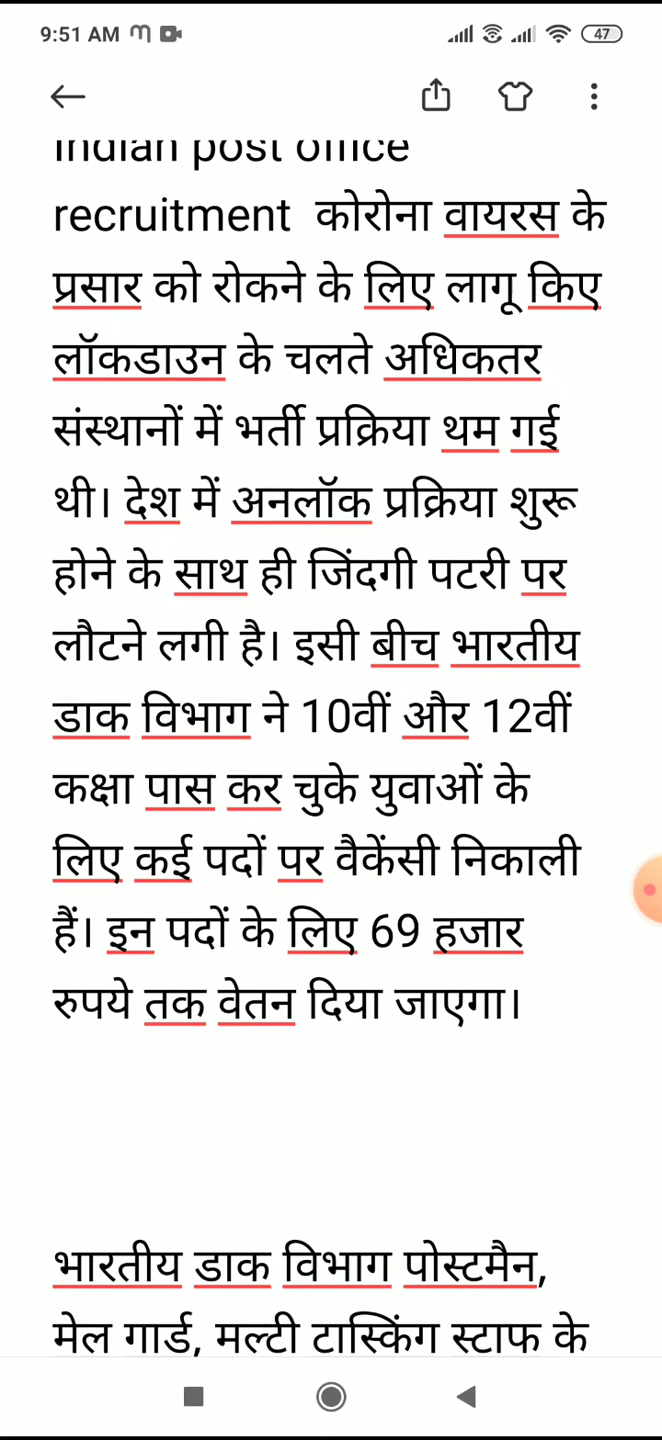 9:51 AM
47
Indian post office
recruitment कोरोना वायरस के
प्रसार को रोकने के लिए लागू किए
लॉकडाउन के चलते अधिकतर
संस्थानों में भर्ती प्रक्रिया थम गई
थी। देश में अनलॉक प्रक्रिया शुरू
होने के साथ ही जिंदगी पटरी पर
लौटने लगी है। इसी बीच भारतीय
डाक विभाग ने 10वीं और 12वीं
कक्षा पास कर चुके युवाओं के
लिए कई पदों पर वैकेंसी निकाली
हैं। इन पदों के लिए 69 हजार
रुपये तक वेतन दिया जाएगा।
भारतीय डाक विभाग पोस्टमैन,
मेल गार्ड, मल्टी टास्किंग स्टाफ के